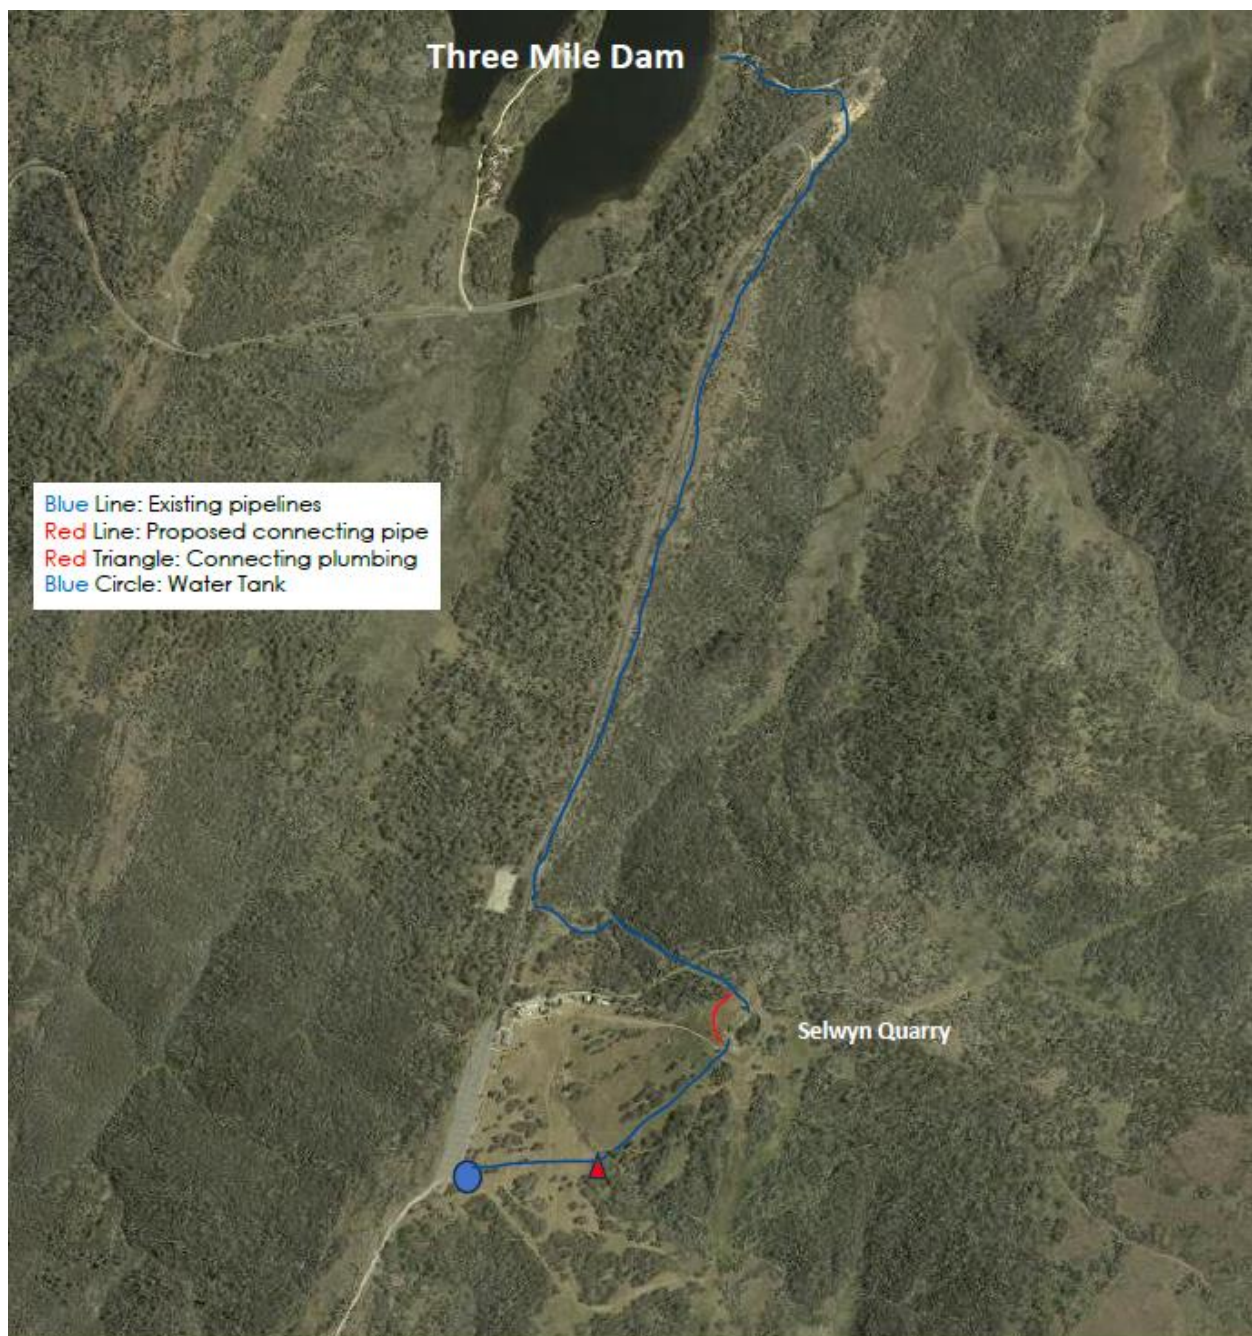 Three Mile Dam
Blue Line: Existing pipelines
Red Line: Proposed connecting pipe
Red Triangle: Connecting plumbing
Blue Circle: Water Tank
Selwyn Quarry